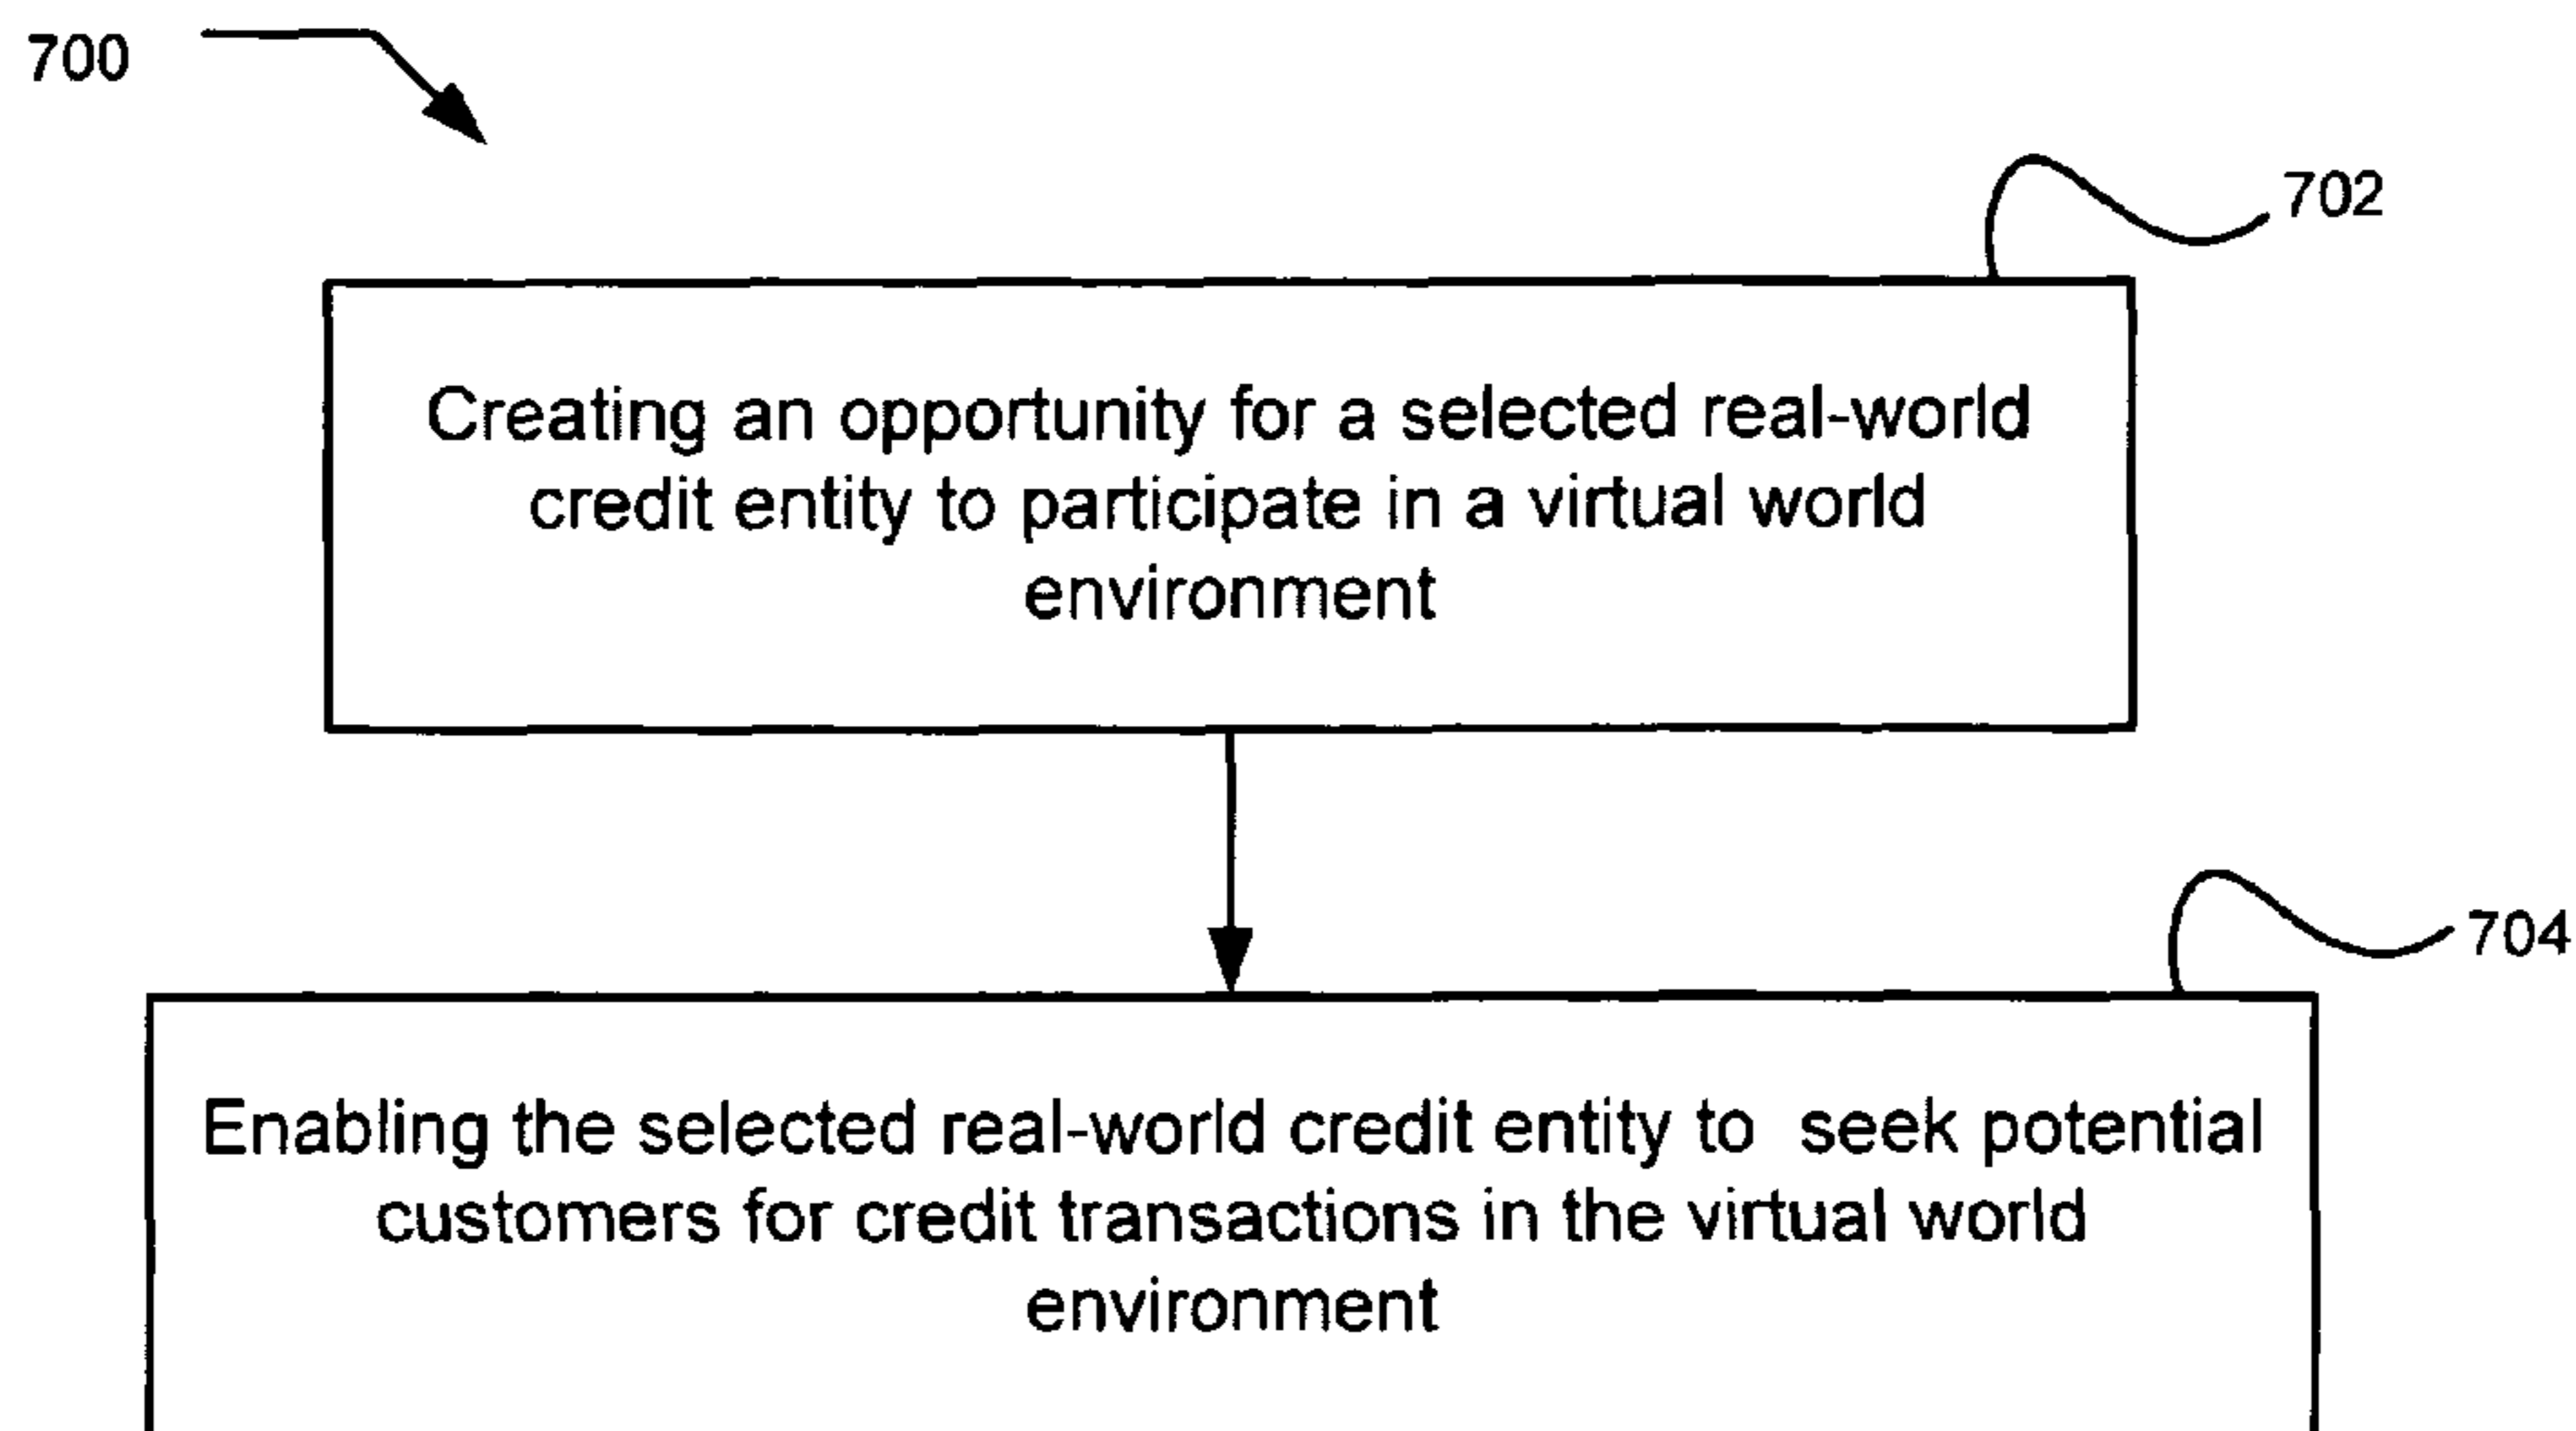 700
702
Creating an opportunity for a selected real-world
credit entity to participate in a virtual world
environment
704
Enabling the selected real-world credit entity to seek potential
customers for credit transactions in the virtual world
environment